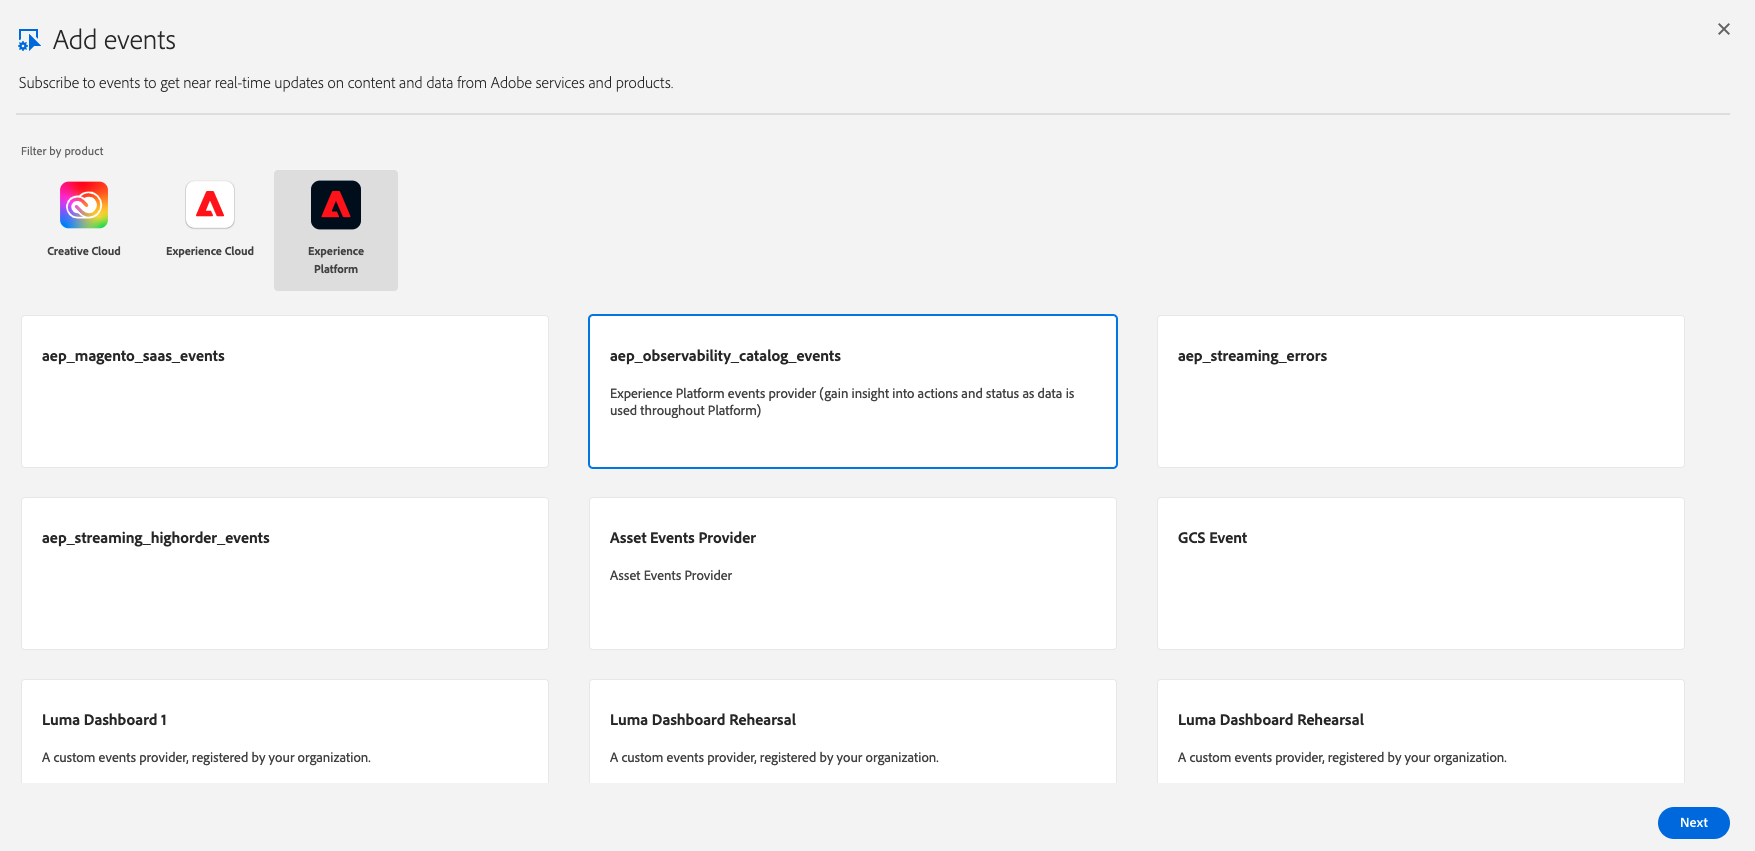 Add events
Subscribe to events to get near real-time updates on content and data from Adobe services and products.
Filter by product
Creative Cloud
Experience Cloud
Experience
Platform
aep_magento_saas_events
aep_observability_catalog_events
Experience Platform events provider (gain insight into actions and status as data is
used throughout Platform)
aep_streaming_errors
aep_streaming_highorder_events
Asset Events Provider
Asset Events Provider
GCS Event
Luma Dashboard 1
A custom events provider, registered by your organization.
Luma Dashboard Rehearsal
A custom events provider, registered by your organization.
Luma Dashboard Rehearsal
A custom events provider, registered by your organization.
Next